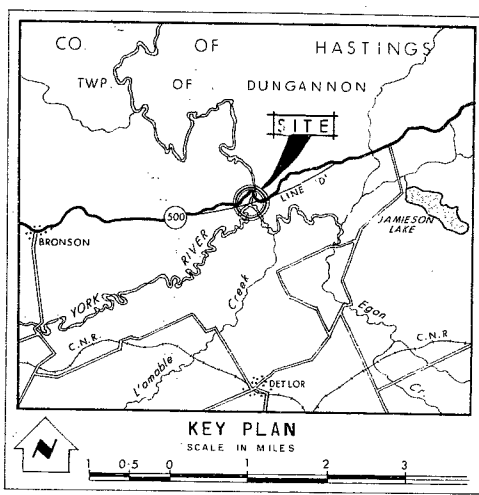 CO. OF HASTINGS
TWP. OF DUNGANNON
SITE
LINE 'D'
500
JAMIESON
LAKE
BRONSON
YORK RIVER
Creek
L'amable
Egan
Cr.
C.N.R.
C.N.R
DETLOR
KEY PLAN
SCALE IN MILES
1 0·5 0 1 2 3
N